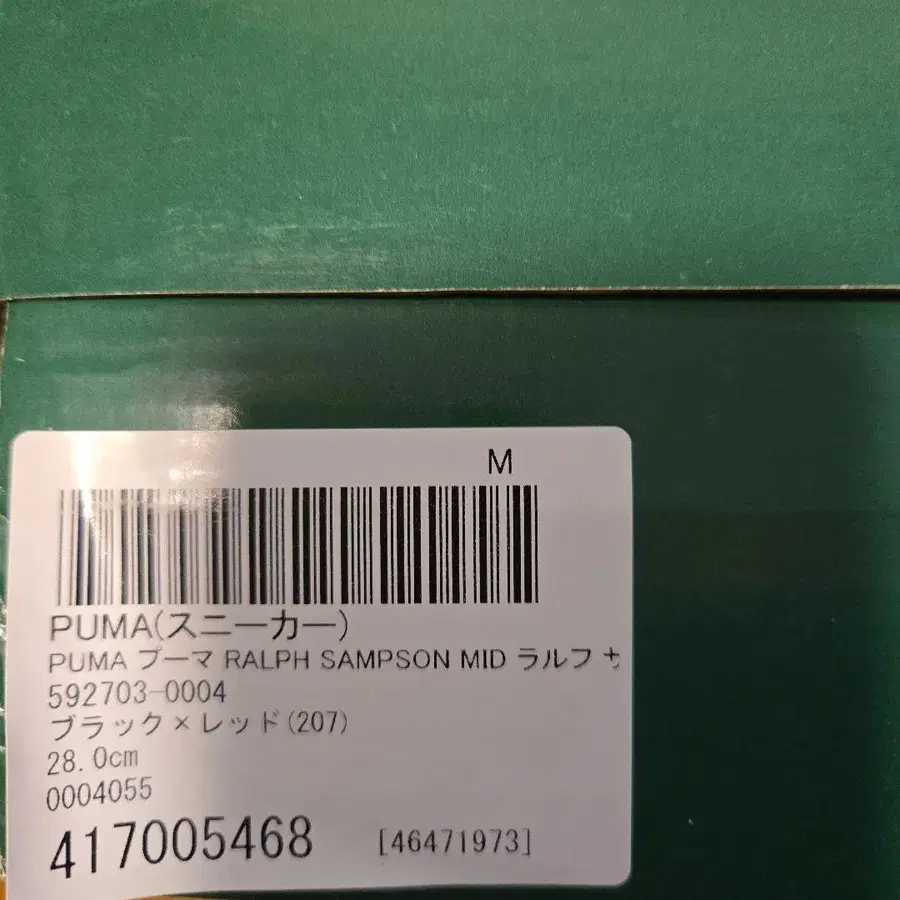 M
PUMA(スニーカー)
PUMA プーマ RALPH SAMPSON MID ラルフ サ
592703-0004
ブラック×レッド(207)
28.0cm
0004055
417005468 [46471973]